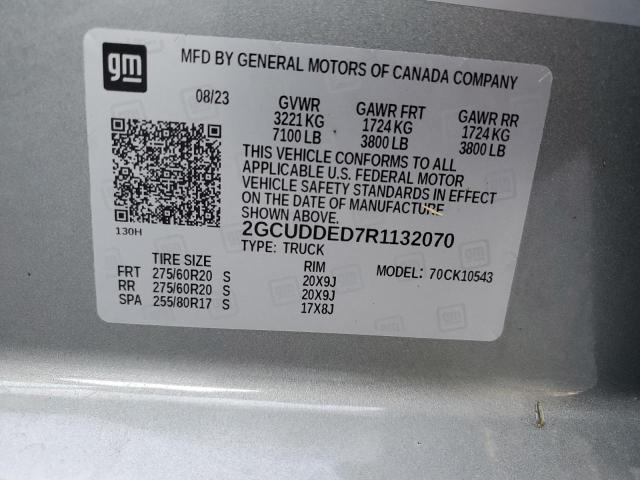 gm
MFD BY GENERAL MOTORS OF CANADA COMPANY
08/23 GVWR GAWR FRT GAWR RR
3221 KG 1724 KG 1724 KG
7100 LB 3800 LB 3800 LB
THIS VEHICLE CONFORMS TO ALL
APPLICABLE U.S. FEDERAL MOTOR
VEHICLE SAFETY STANDARDS IN EFFECT
ON THE DATE OF MANUFACTURE
SHOWN ABOVE.
130H
2GCUDDED7R1132070
TYPE: TRUCK
TIRE SIZE RIM MODEL: 70CK10543
FRT 275/60R20 S 20X9J
RR 275/60R20 S 20X9J
SPA 255/80R17 S 17X8J